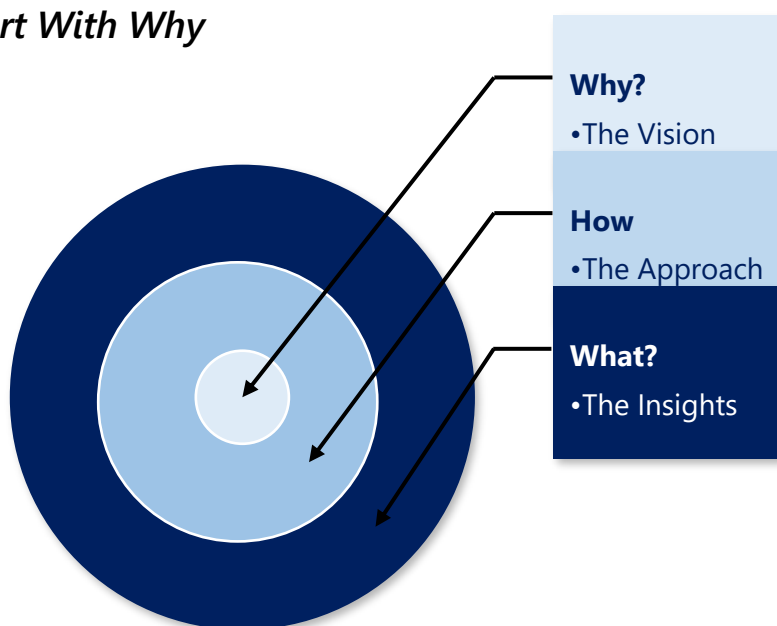 rt With Why
Why?
•The Vision
How
•The Approach
What?
•The Insights